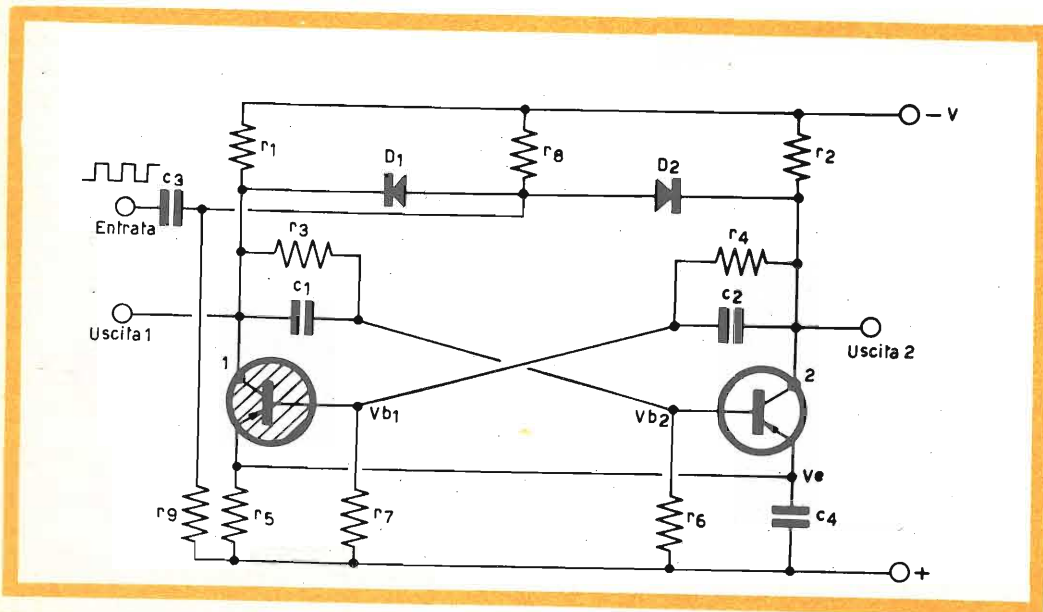 – V
r1
D1
r8
D2
r2
c3
Entrata
r3
r4
c1
c2
Uscita 1
Uscita 2
1
2
Vb1
Vb2
Ve
r9
r5
r7
r6
c4
+